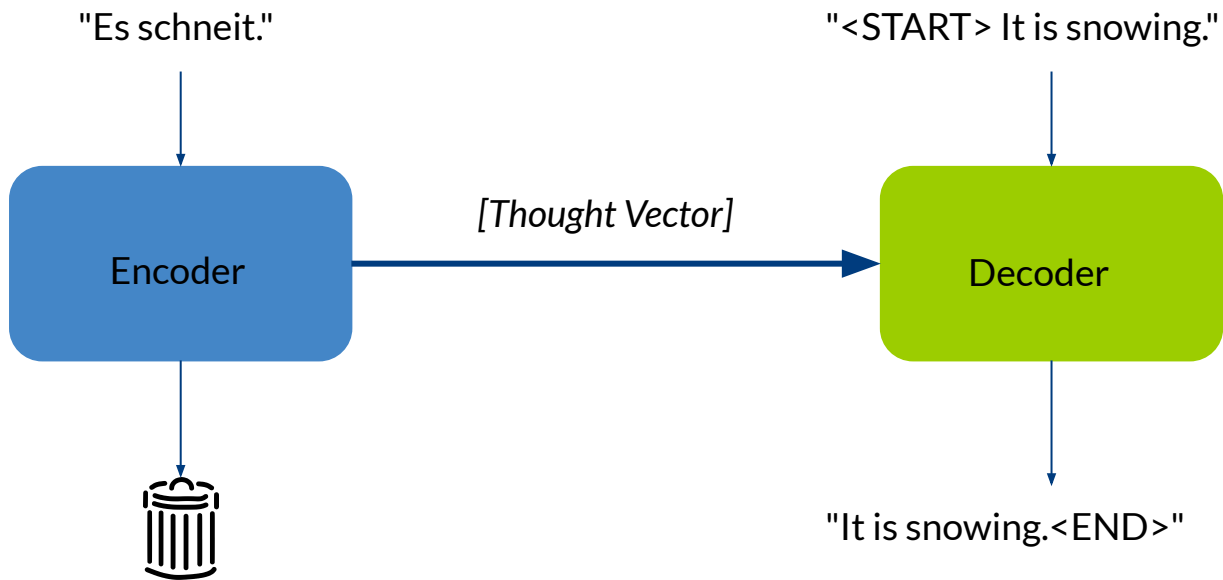 "Es schneit."
"<START> It is snowing."
[Thought Vector]
Encoder
Decoder
"It is snowing.<END>"